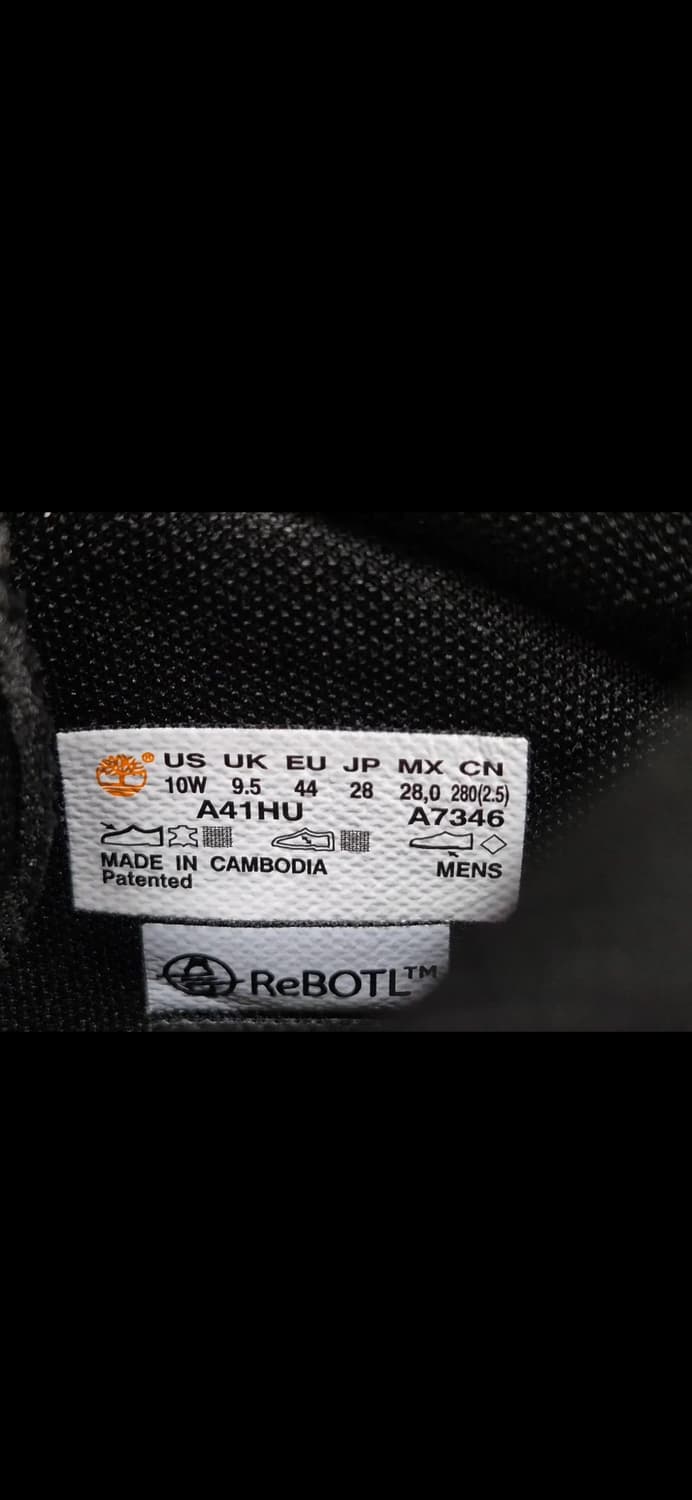 ® US UK EU JP MX CN
10W 9.5 44 28 28,0 280(2.5)
A41HU A7346
MADE IN CAMBODIA
Patented MENS
ReBOTL™